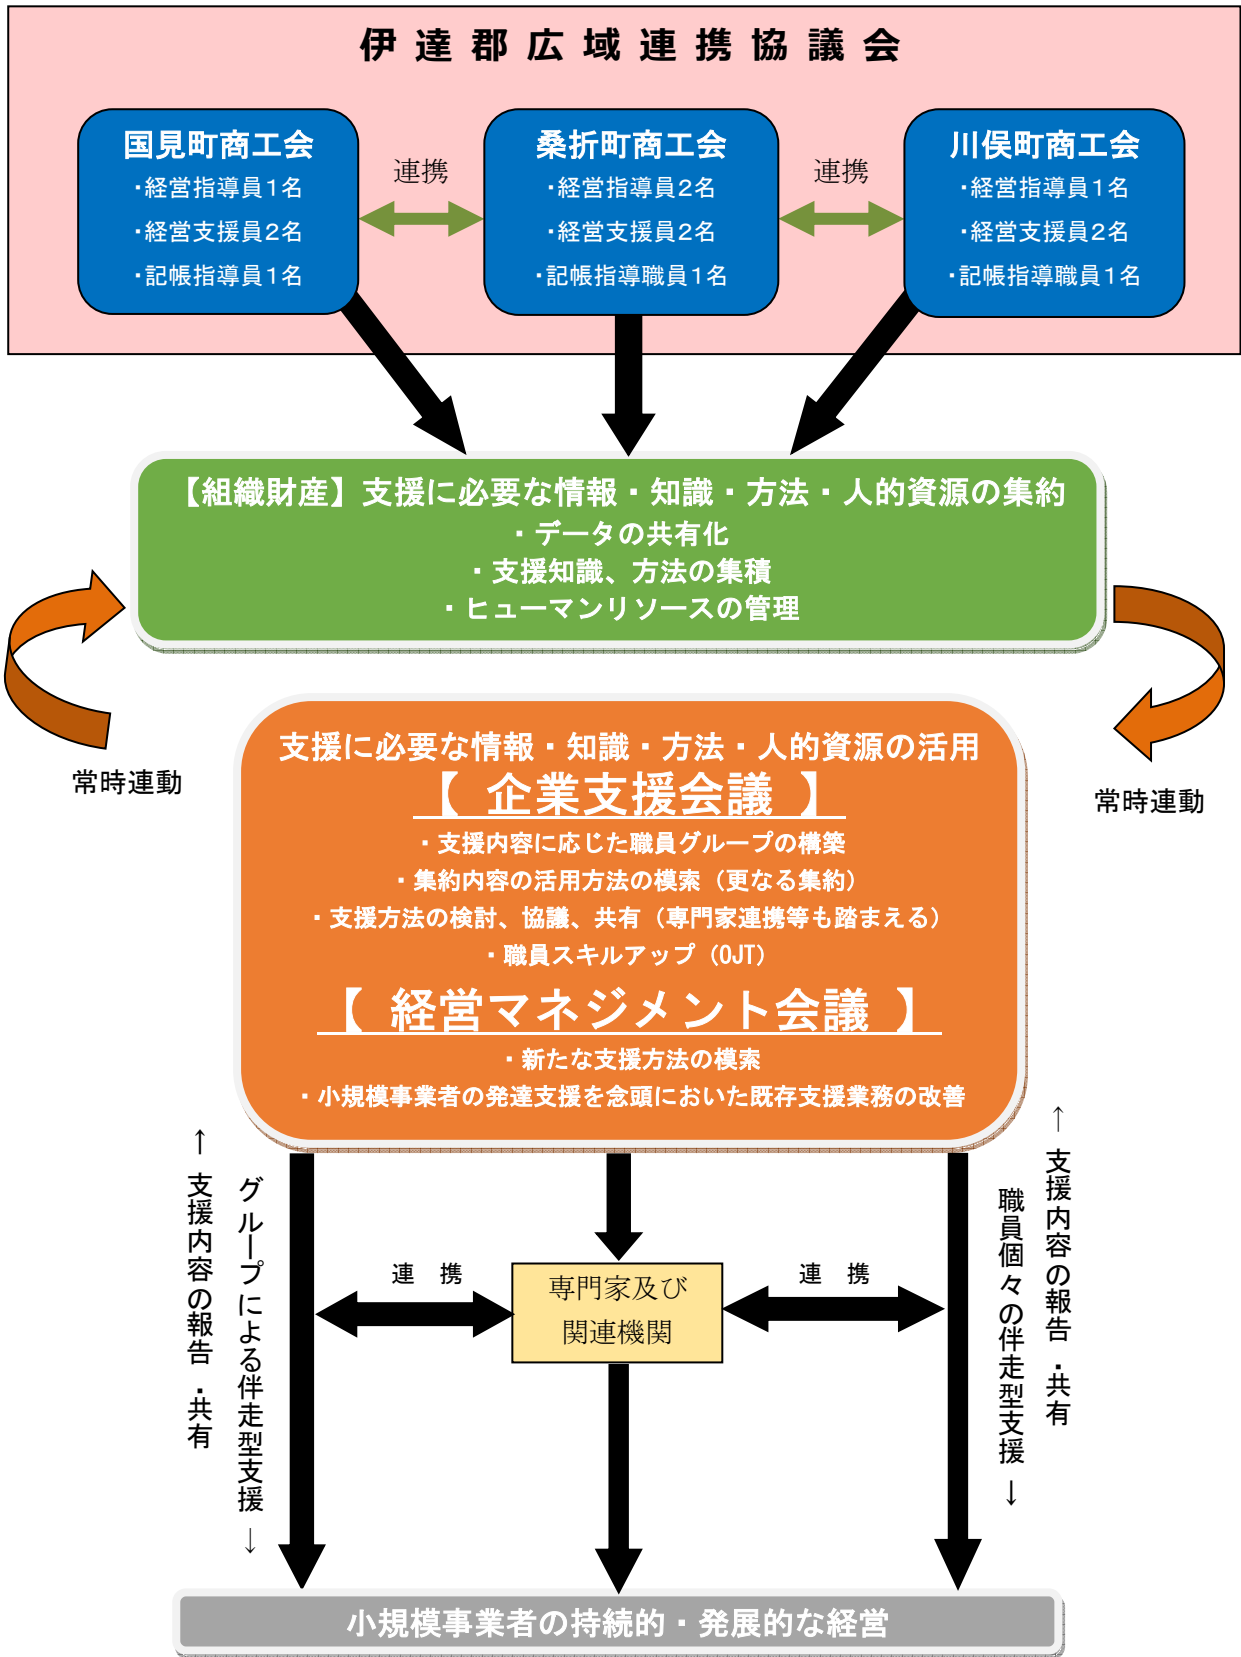 伊達郡広域連携協議会
国見町商工会
・経営指導員1名
・経営支援員2名
・記帳指導員1名
連携
桑折町商工会
・経営指導員2名
・経営支援員2名
・記帳指導職員1名
連携
川俣町商工会
・経営指導員1名
・経営支援員2名
・記帳指導職員1名
【組織財産】支援に必要な情報・知識・方法・人的資源の集約
・データの共有化
・支援知識、方法の集積
・ヒューマンリソースの管理
常時連動
常時連動
支援に必要な情報・知識・方法・人的資源の活用
【 企業支援会議 】
・支援内容に応じた職員グループの構築
・集約内容の活用方法の模索（更なる集約）
・支援方法の検討、協議、共有（専門家連携等も踏まえる）
・職員スキルアップ（OJT）
【 経営マネジメント会議 】
・新たな支援方法の模索
・小規模事業者の発達支援を念頭においた既存支援業務の改善
↑ 支援内容の報告・共有
グループによる伴走型支援 ↓
連 携
専門家及び
関連機関
連 携
職員個々の伴走型支援 ↓
↑ 支援内容の報告・共有
小規模事業者の持続的・発展的な経営